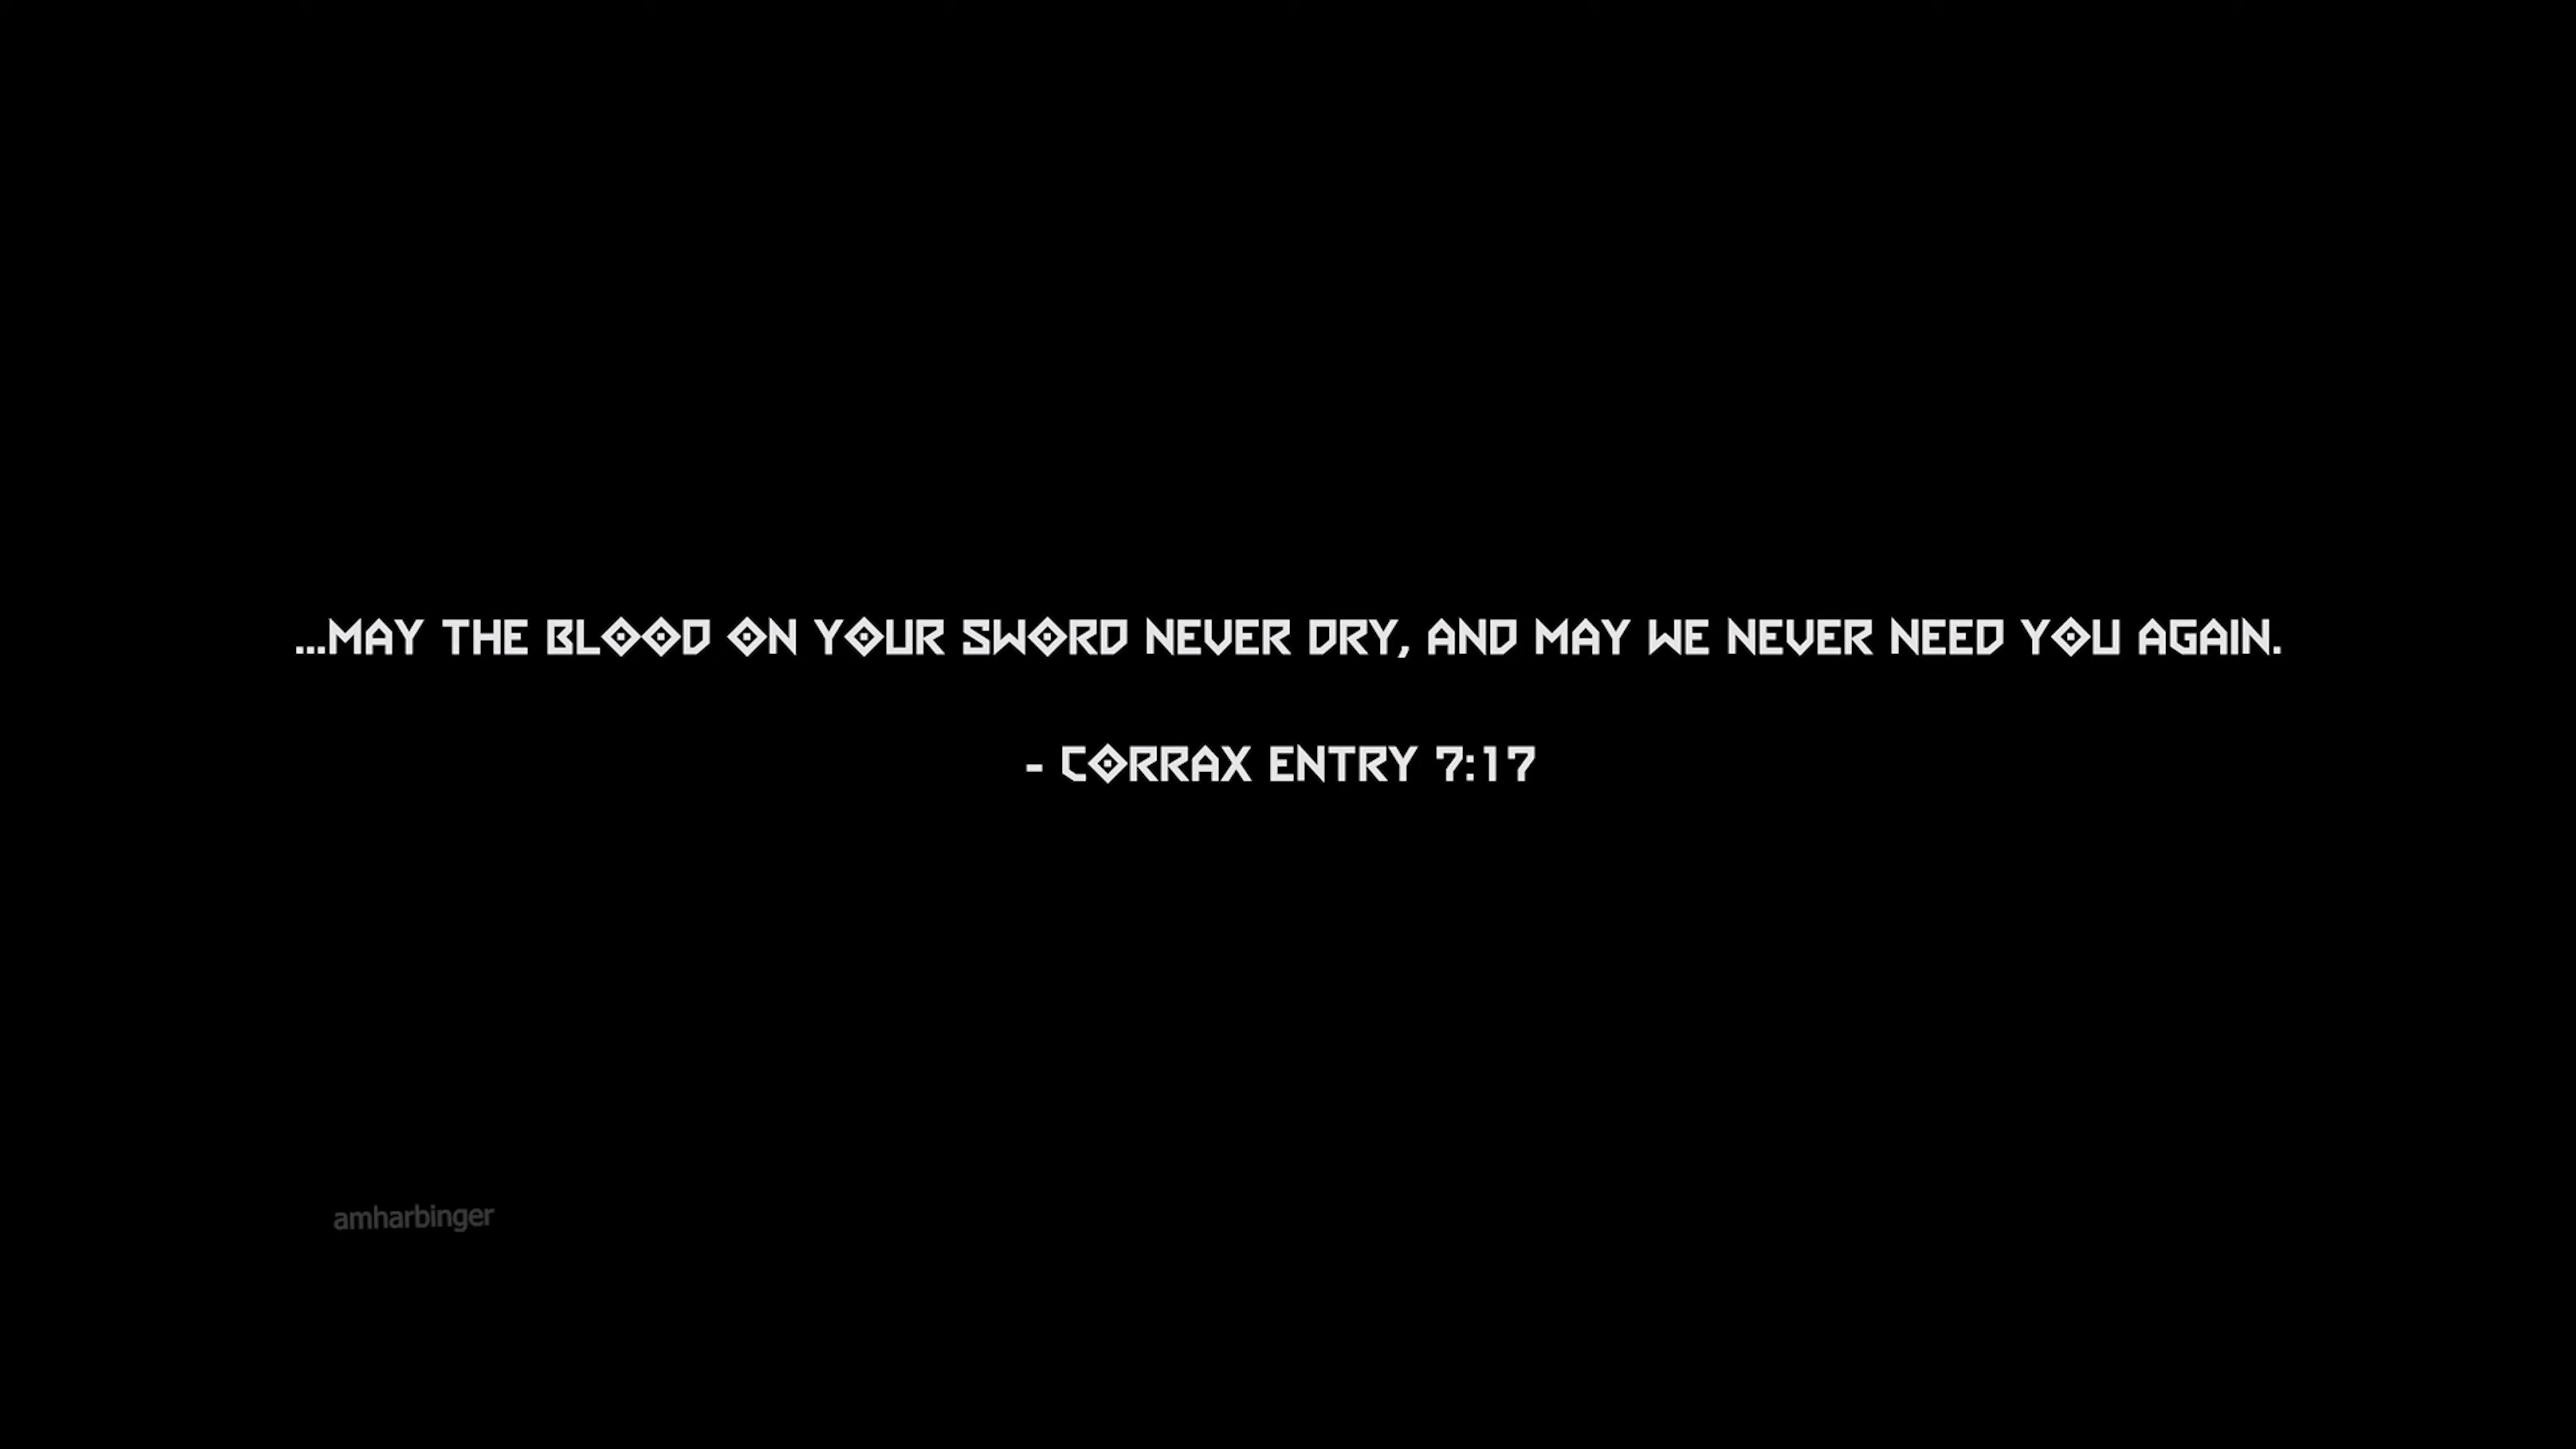 ...MAY THE BLOOD ON YOUR SWORD NEVER DRY, AND MAY WE NEVER NEED YOU AGAIN.
- CORRAX ENTRY 7:17
amharbinger